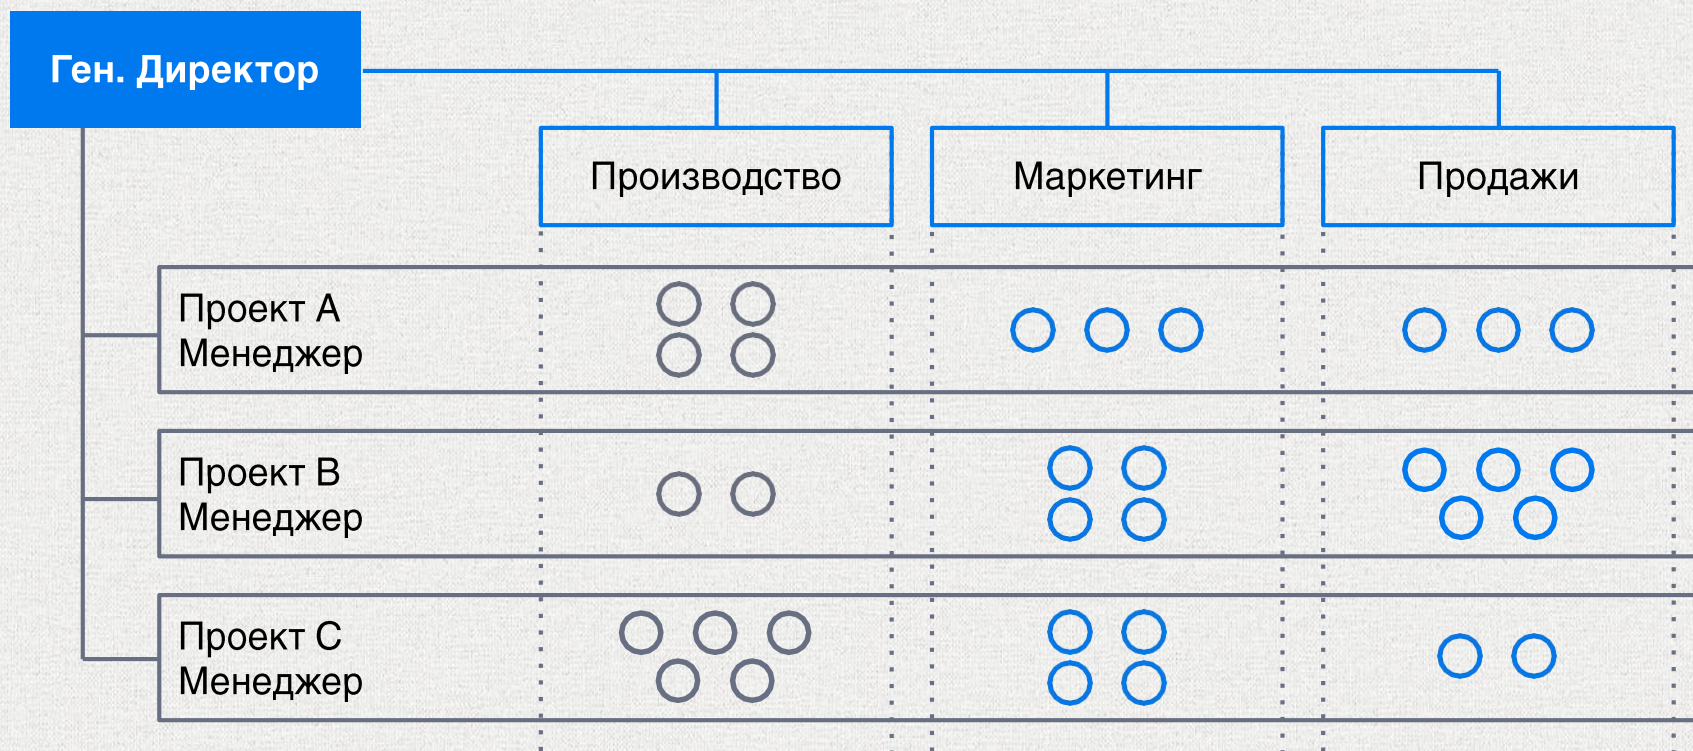 Ген. Директор
Производство
Маркетинг
Продажи
Проект A
Менеджер
Проект B
Менеджер
Проект C
Менеджер